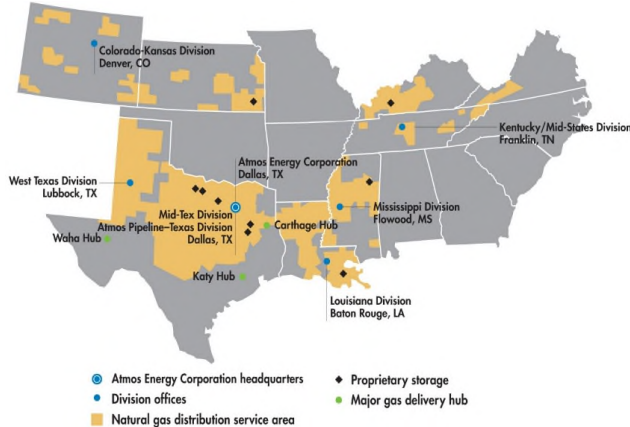 Colorado-Kansas Division
Denver, CO
Kentucky/Mid-States Division
Franklin, TN
Atmos Energy Corporation
Dallas, TX
West Texas Division
Lubbock, TX
Mississippi Division
Flowood, MS
Mid-Tex Division
Atmos Pipeline–Texas Division
Dallas, TX
Carthage Hub
Waha Hub
Katy Hub
Louisiana Division
Baton Rouge, LA
Atmos Energy Corporation headquarters
Proprietary storage
Division offices
Major gas delivery hub
Natural gas distribution service area